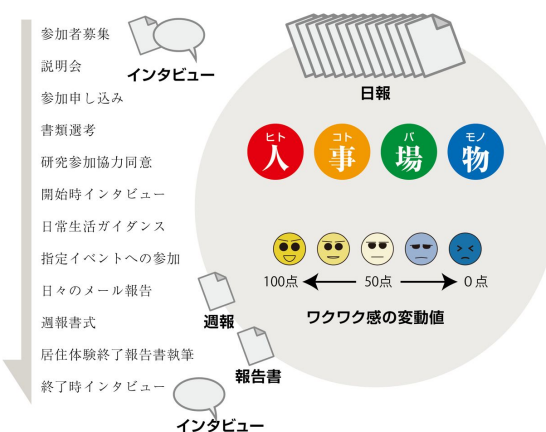 参加者募集
説明会
参加申し込み
書類選考
研究参加協力同意
開始時インタビュー
日常生活ガイダンス
指定イベントへの参加
日々のメール報告
週報書式
居住体験終了報告書執筆
終了時インタビュー
インタビュー
日報
ヒト コト バ モノ
人 事 場 物
100点 50点 0点
ワクワク感の変動値
週報
報告書
インタビュー